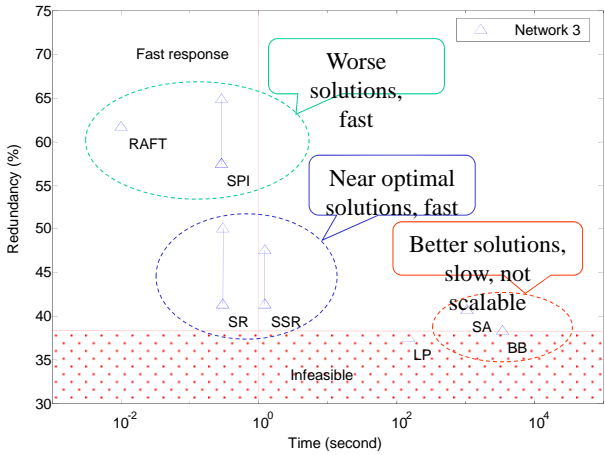 75
70
65
60
55
50
45
40
35
30
Redundancy (%)
Fast response
Network 3
Worse
solutions,
fast
RAFT
SPI
Near optimal
solutions, fast
Better solutions,
slow, not
scalable
SR
SSR
SA
LP
BB
Infeasible
10^-2
10^0
10^2
10^4
Time (second)